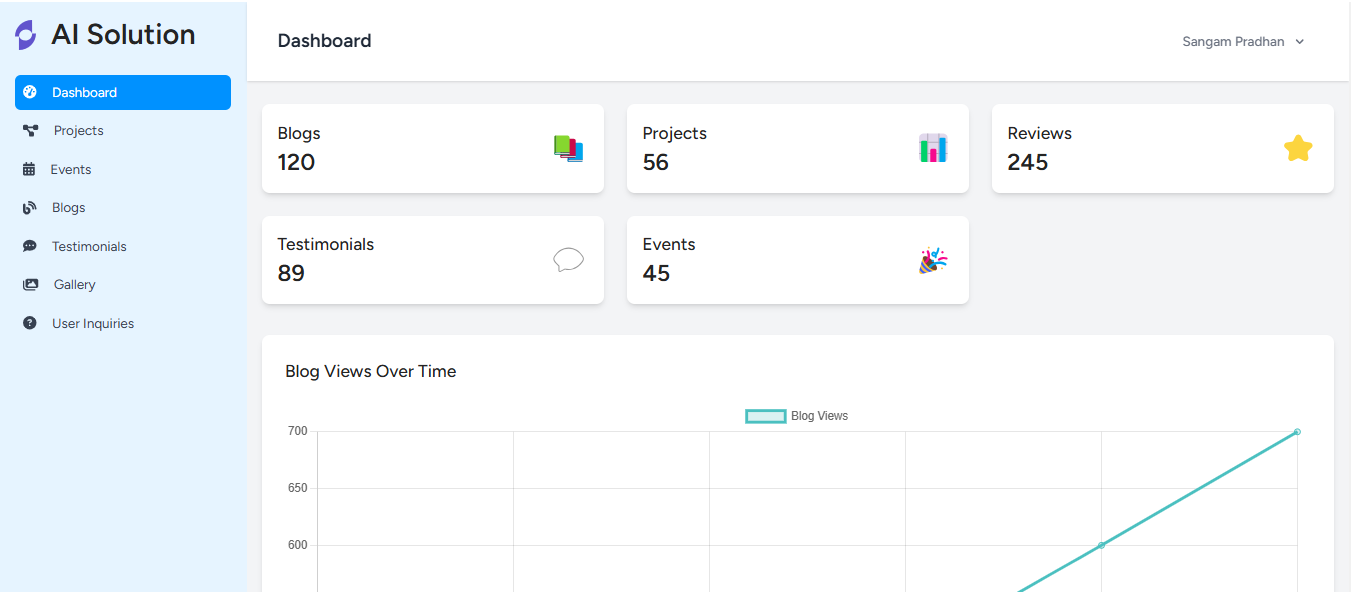 AI Solution
Dashboard
Sangam Pradhan
Dashboard
Projects
Events
Blogs
Testimonials
Gallery
User Inquiries
Blogs
120
Projects
56
Reviews
245
Testimonials
89
Events
45
Blog Views Over Time
Blog Views
700
650
600